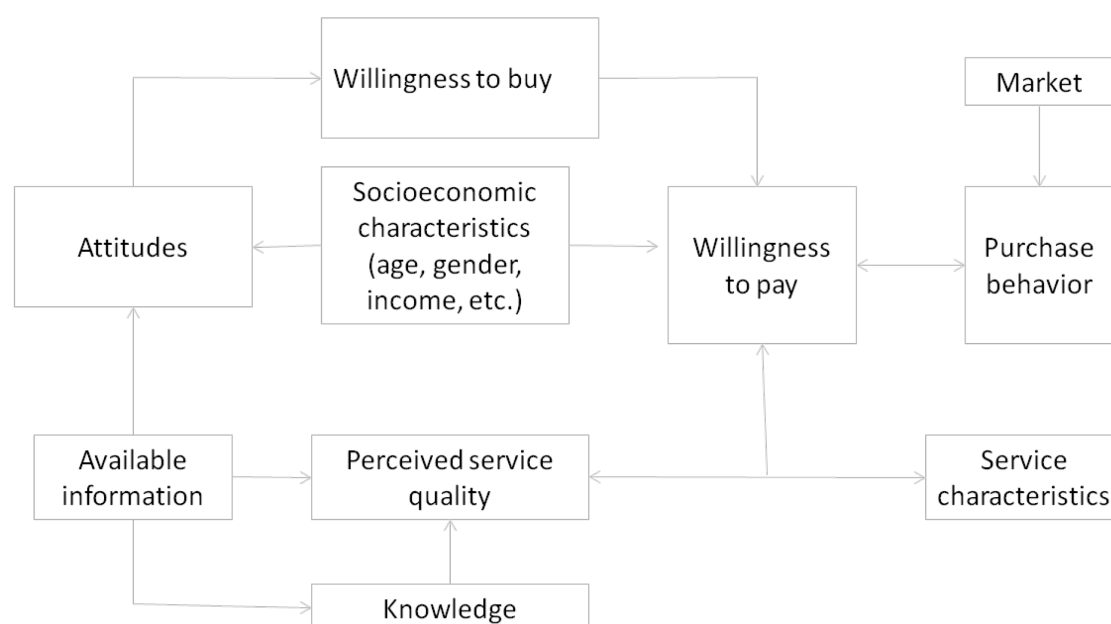 Willingness to buy
Market
Attitudes
Socioeconomic
characteristics
(age, gender,
income, etc.)
Willingness
to pay
Purchase
behavior
Available
information
Perceived service
quality
Service
characteristics
Knowledge